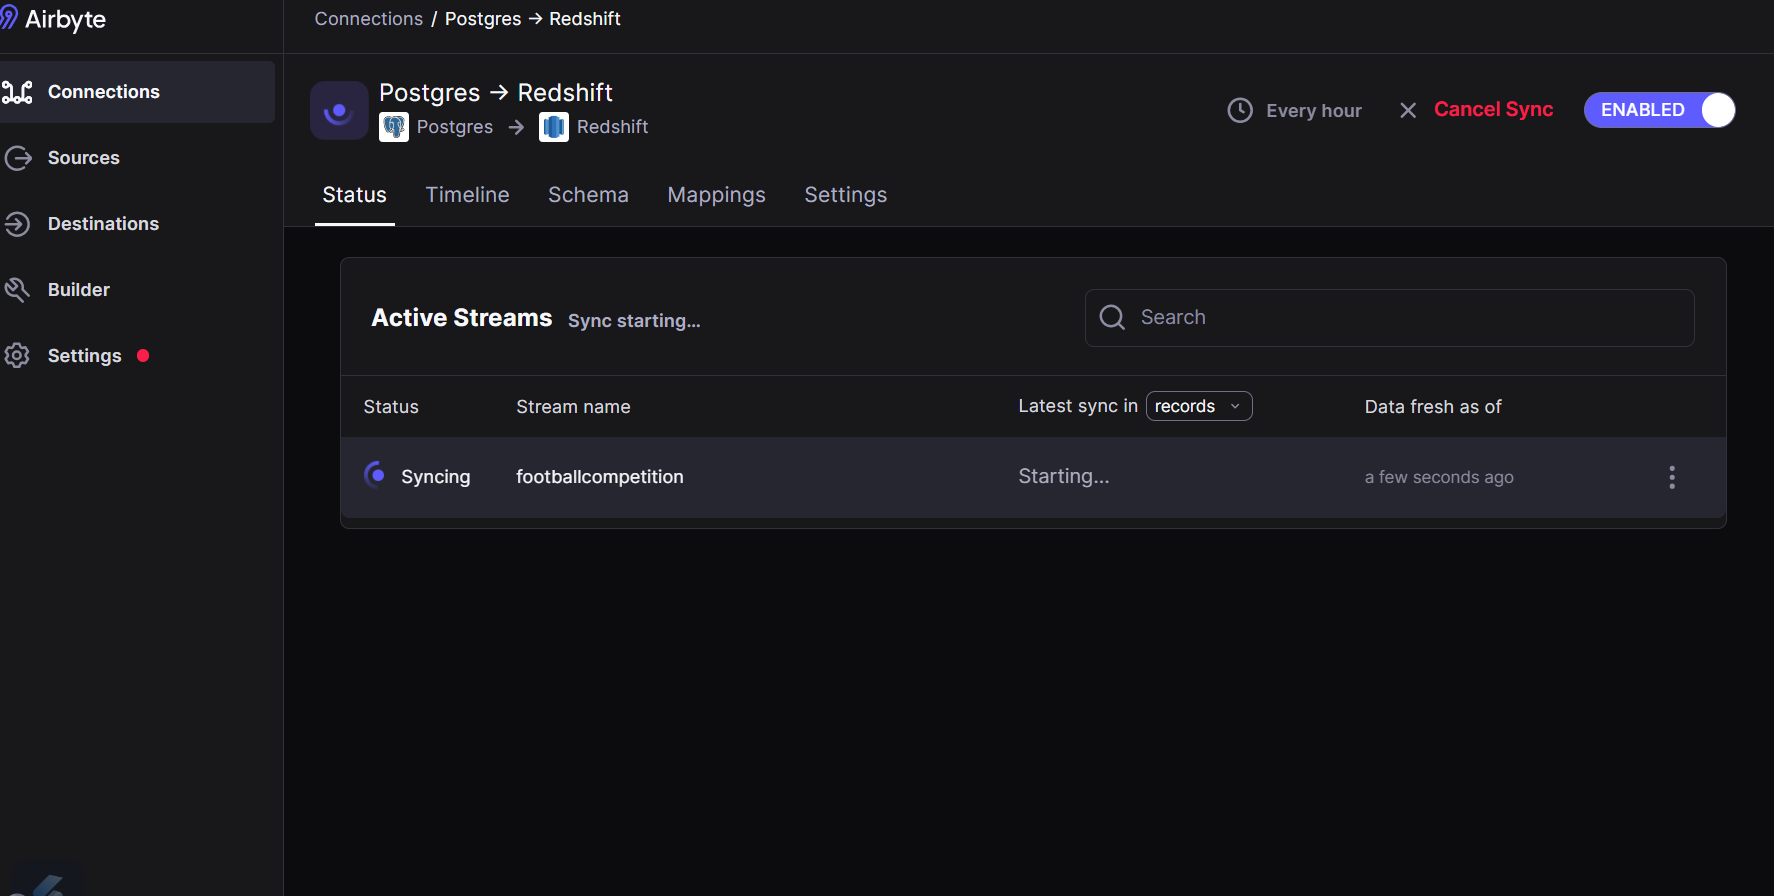 Airbyte
Connections / Postgres → Redshift
Connections
Sources
Destinations
Builder
Settings
Postgres → Redshift
Postgres → Redshift
Every hour
Cancel Sync
ENABLED
Status Timeline Schema Mappings Settings
Active Streams Sync starting...
Search
Status Stream name Latest sync in records Data fresh as of
Syncing footballcompetition Starting... a few seconds ago